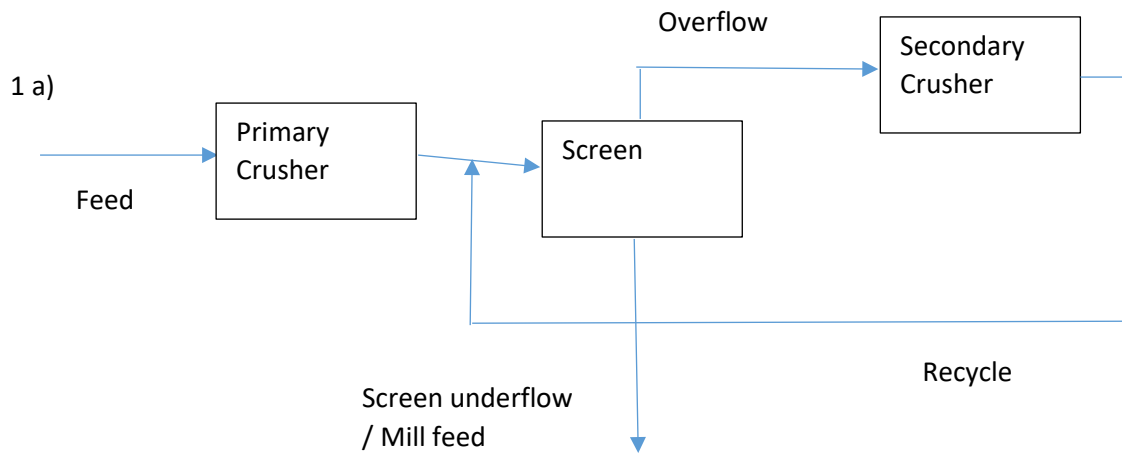 Overflow
Secondary
Crusher
1 a)
Primary
Crusher
Screen
Feed
Recycle
Screen underflow
/ Mill feed